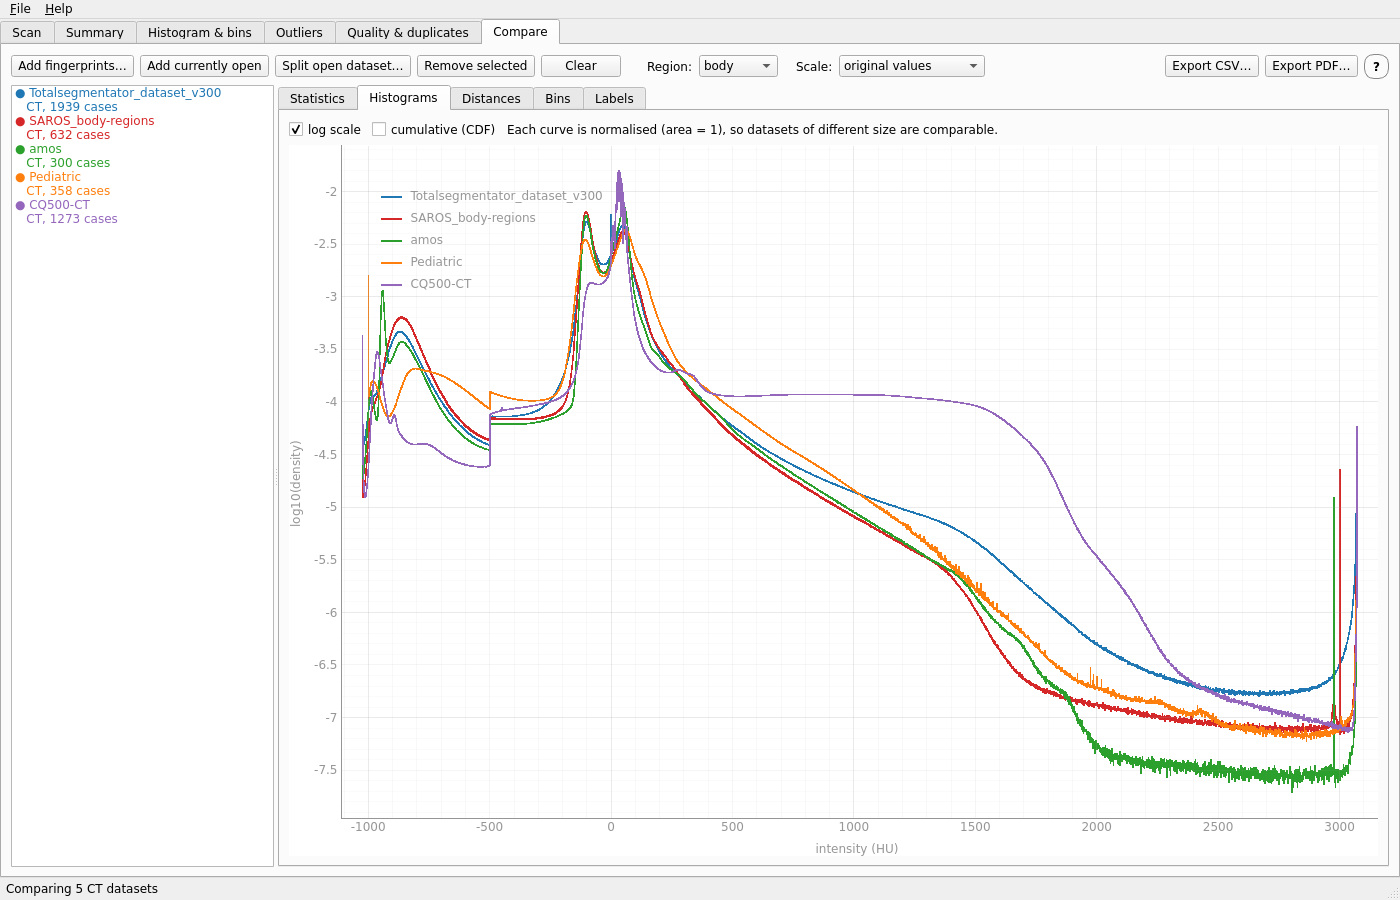 File Help
Scan Summary Histogram & bins Outliers Quality & duplicates Compare
Add fingerprints... Add currently open Split open dataset... Remove selected Clear Region: body Scale: original values Export CSV... Export PDF... ?
Totalsegmentator_dataset_v300
CT, 1939 cases
SAROS_body-regions
CT, 632 cases
amos
CT, 300 cases
Pediatric
CT, 358 cases
CQ500-CT
CT, 1273 cases
Statistics Histograms Distances Bins Labels
log scale cumulative (CDF) Each curve is normalised (area = 1), so datasets of different size are comparable.
Totalsegmentator_dataset_v300
SAROS_body-regions
amos
Pediatric
CQ500-CT
-2
-2.5
-3
-3.5
-4
-4.5
-5
-5.5
-6
-6.5
-7
-7.5
log10(density)
-1000 -500 0 500 1000 1500 2000 2500 3000
intensity (HU)
Comparing 5 CT datasets